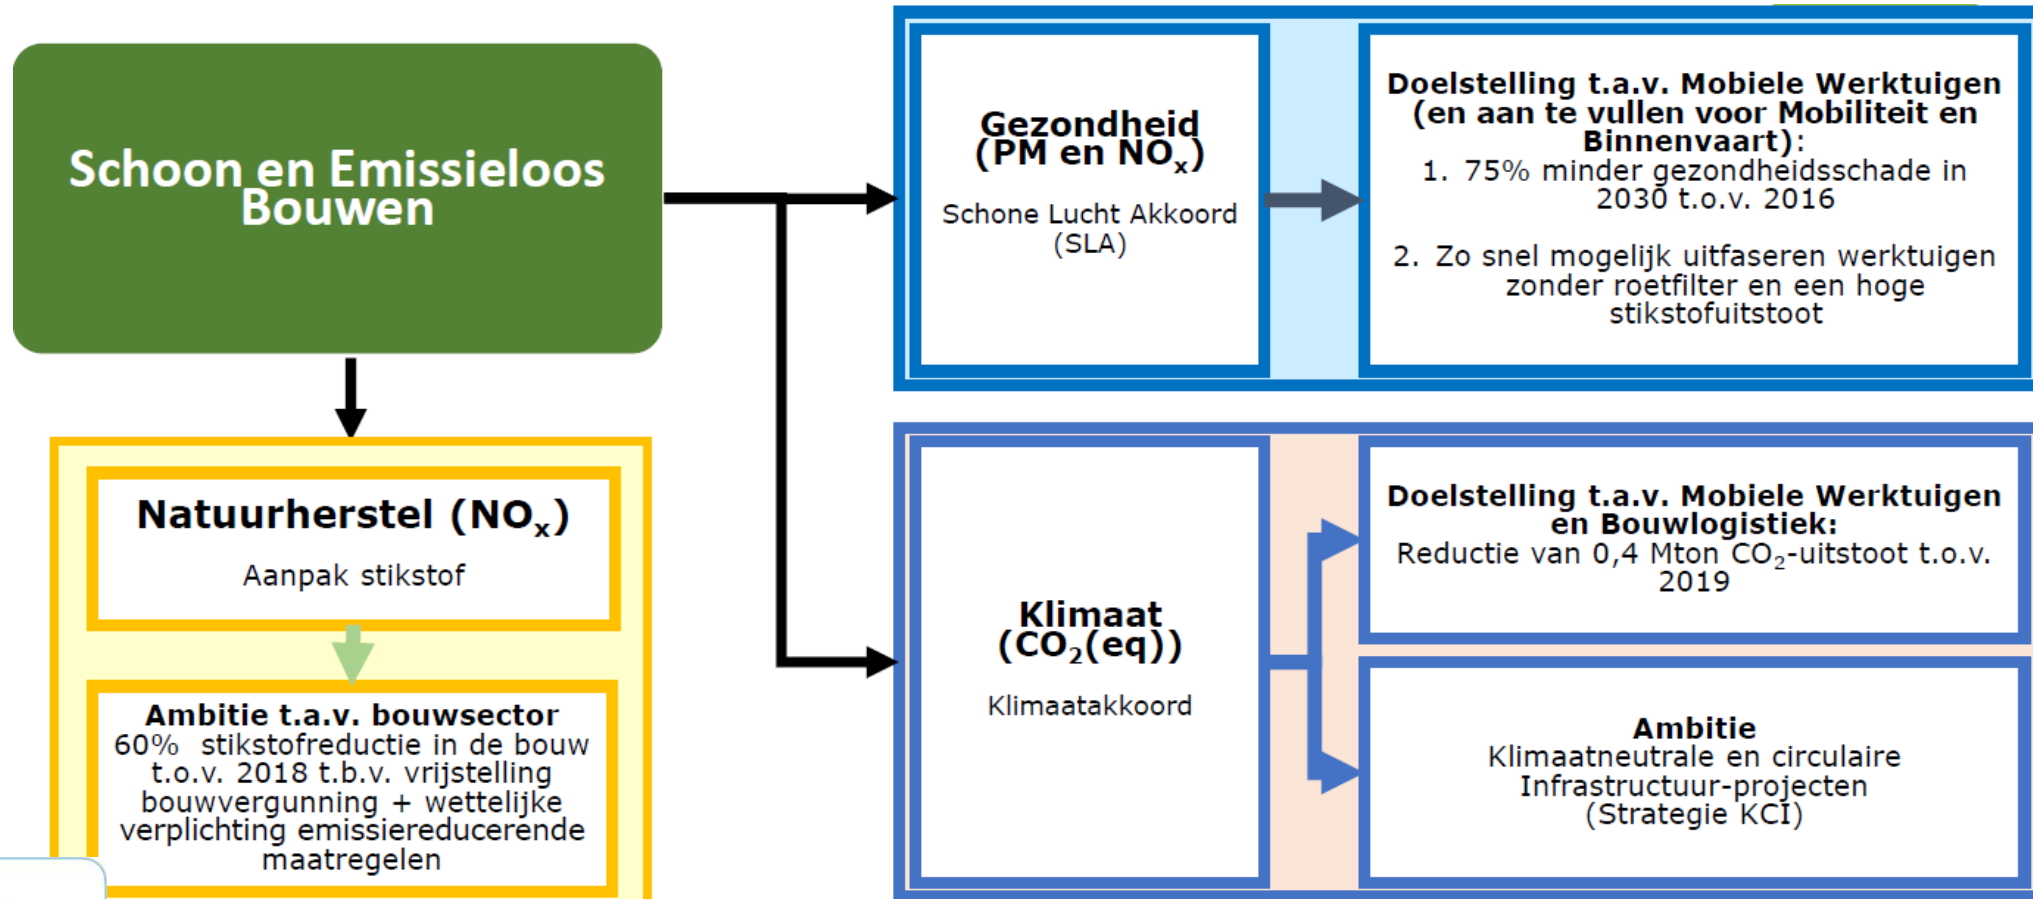 Schoon en Emissieloos
Bouwen
Gezondheid
(PM en NOₓ)
Schone Lucht Akkoord
(SLA)
Doelstelling t.a.v. Mobiele Werktuigen
(en aan te vullen voor Mobiliteit en
Binnenvaart):
1. 75% minder gezondheidsschade in
2030 t.o.v. 2016
2. Zo snel mogelijk uitfaseren werktuigen
zonder roetfilter en een hoge
stikstofuitstoot
Natuurherstel (NOₓ)
Aanpak stikstof
Ambitie t.a.v. bouwsector
60% stikstofreductie in de bouw
t.o.v. 2018 t.b.v. vrijstelling
bouwvergunning + wettelijke
verplichting emissiereducerende
maatregelen
Klimaat
(CO₂(eq))
Klimaatakkoord
Doelstelling t.a.v. Mobiele Werktuigen
en Bouwlogistiek:
Reductie van 0,4 Mton CO₂-uitstoot t.o.v.
2019
Ambitie
Klimaatneutrale en circulaire
Infrastructuur-projecten
(Strategie KCI)